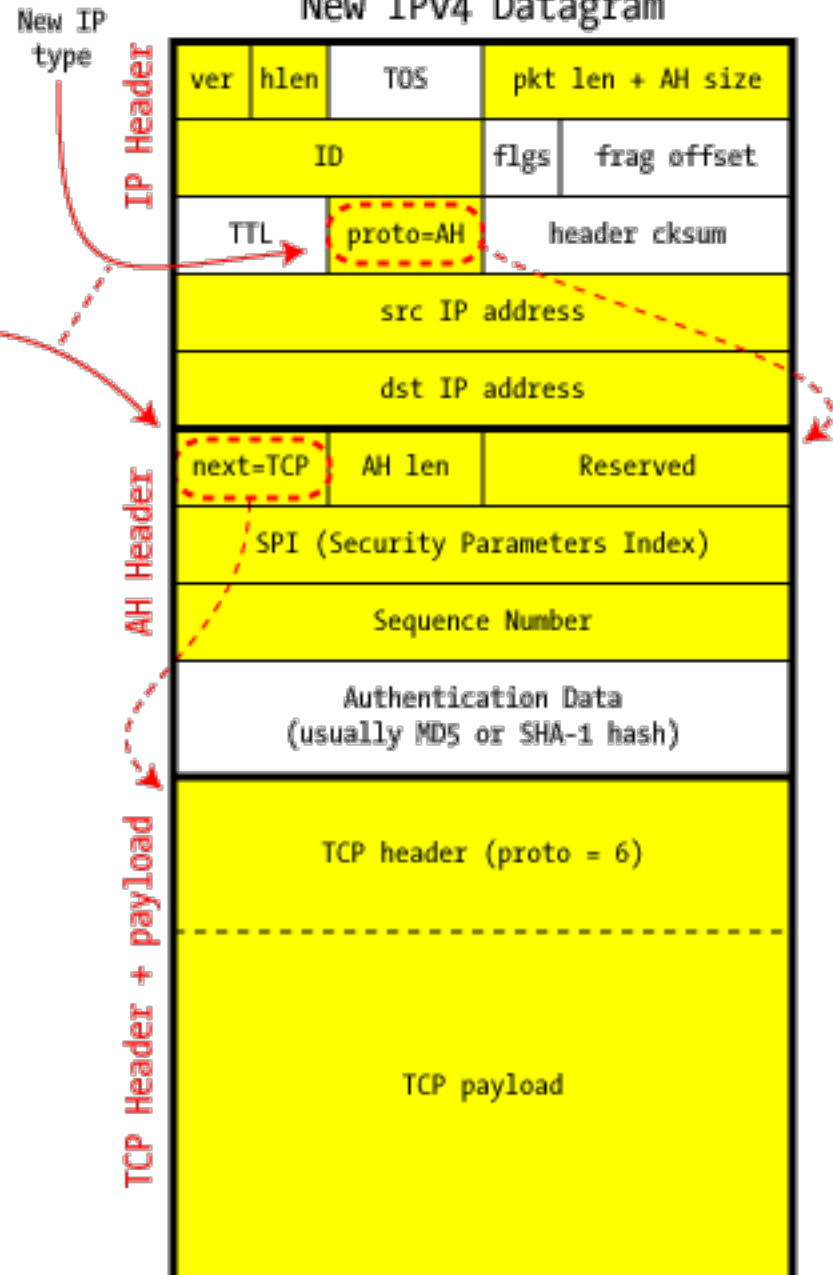 New IPv4 Datagram
New IP
type
IP Header
ver hlen TOS pkt len + AH size
ID flgs frag offset
TTL proto=AH header cksum
src IP address
dst IP address
AH Header
next=TCP AH len Reserved
SPI (Security Parameters Index)
Sequence Number
Authentication Data
(usually MD5 or SHA-1 hash)
TCP Header + payload
TCP header (proto = 6)
TCP payload